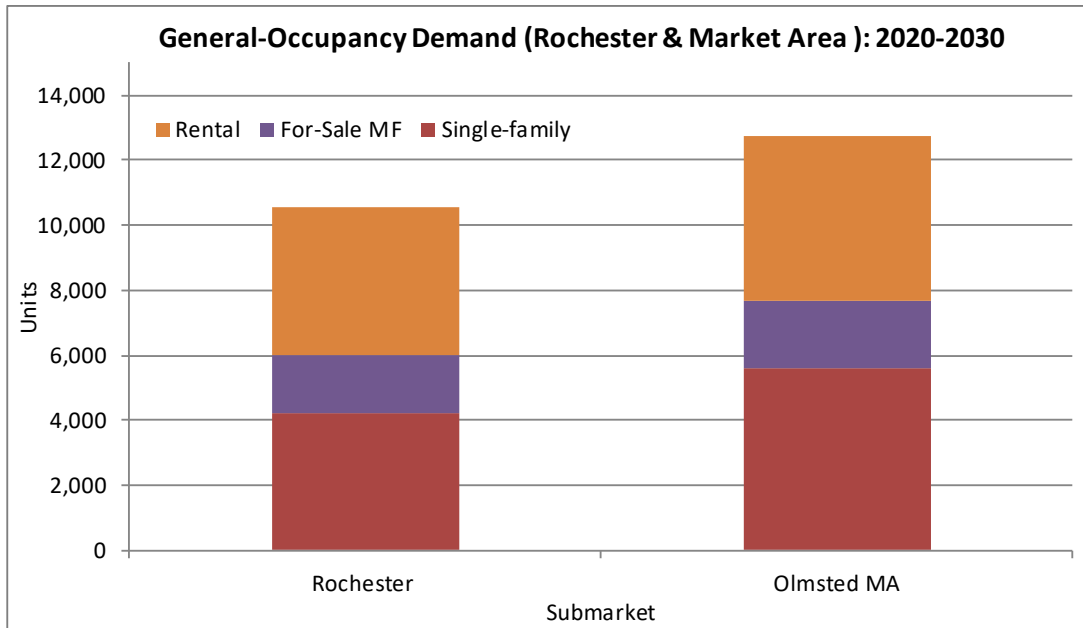 General-Occupancy Demand (Rochester & Market Area ): 2020-2030
14,000
Rental For-Sale MF Single-family
12,000
10,000
8,000
Units
6,000
4,000
2,000
0
Rochester Olmsted MA
Submarket